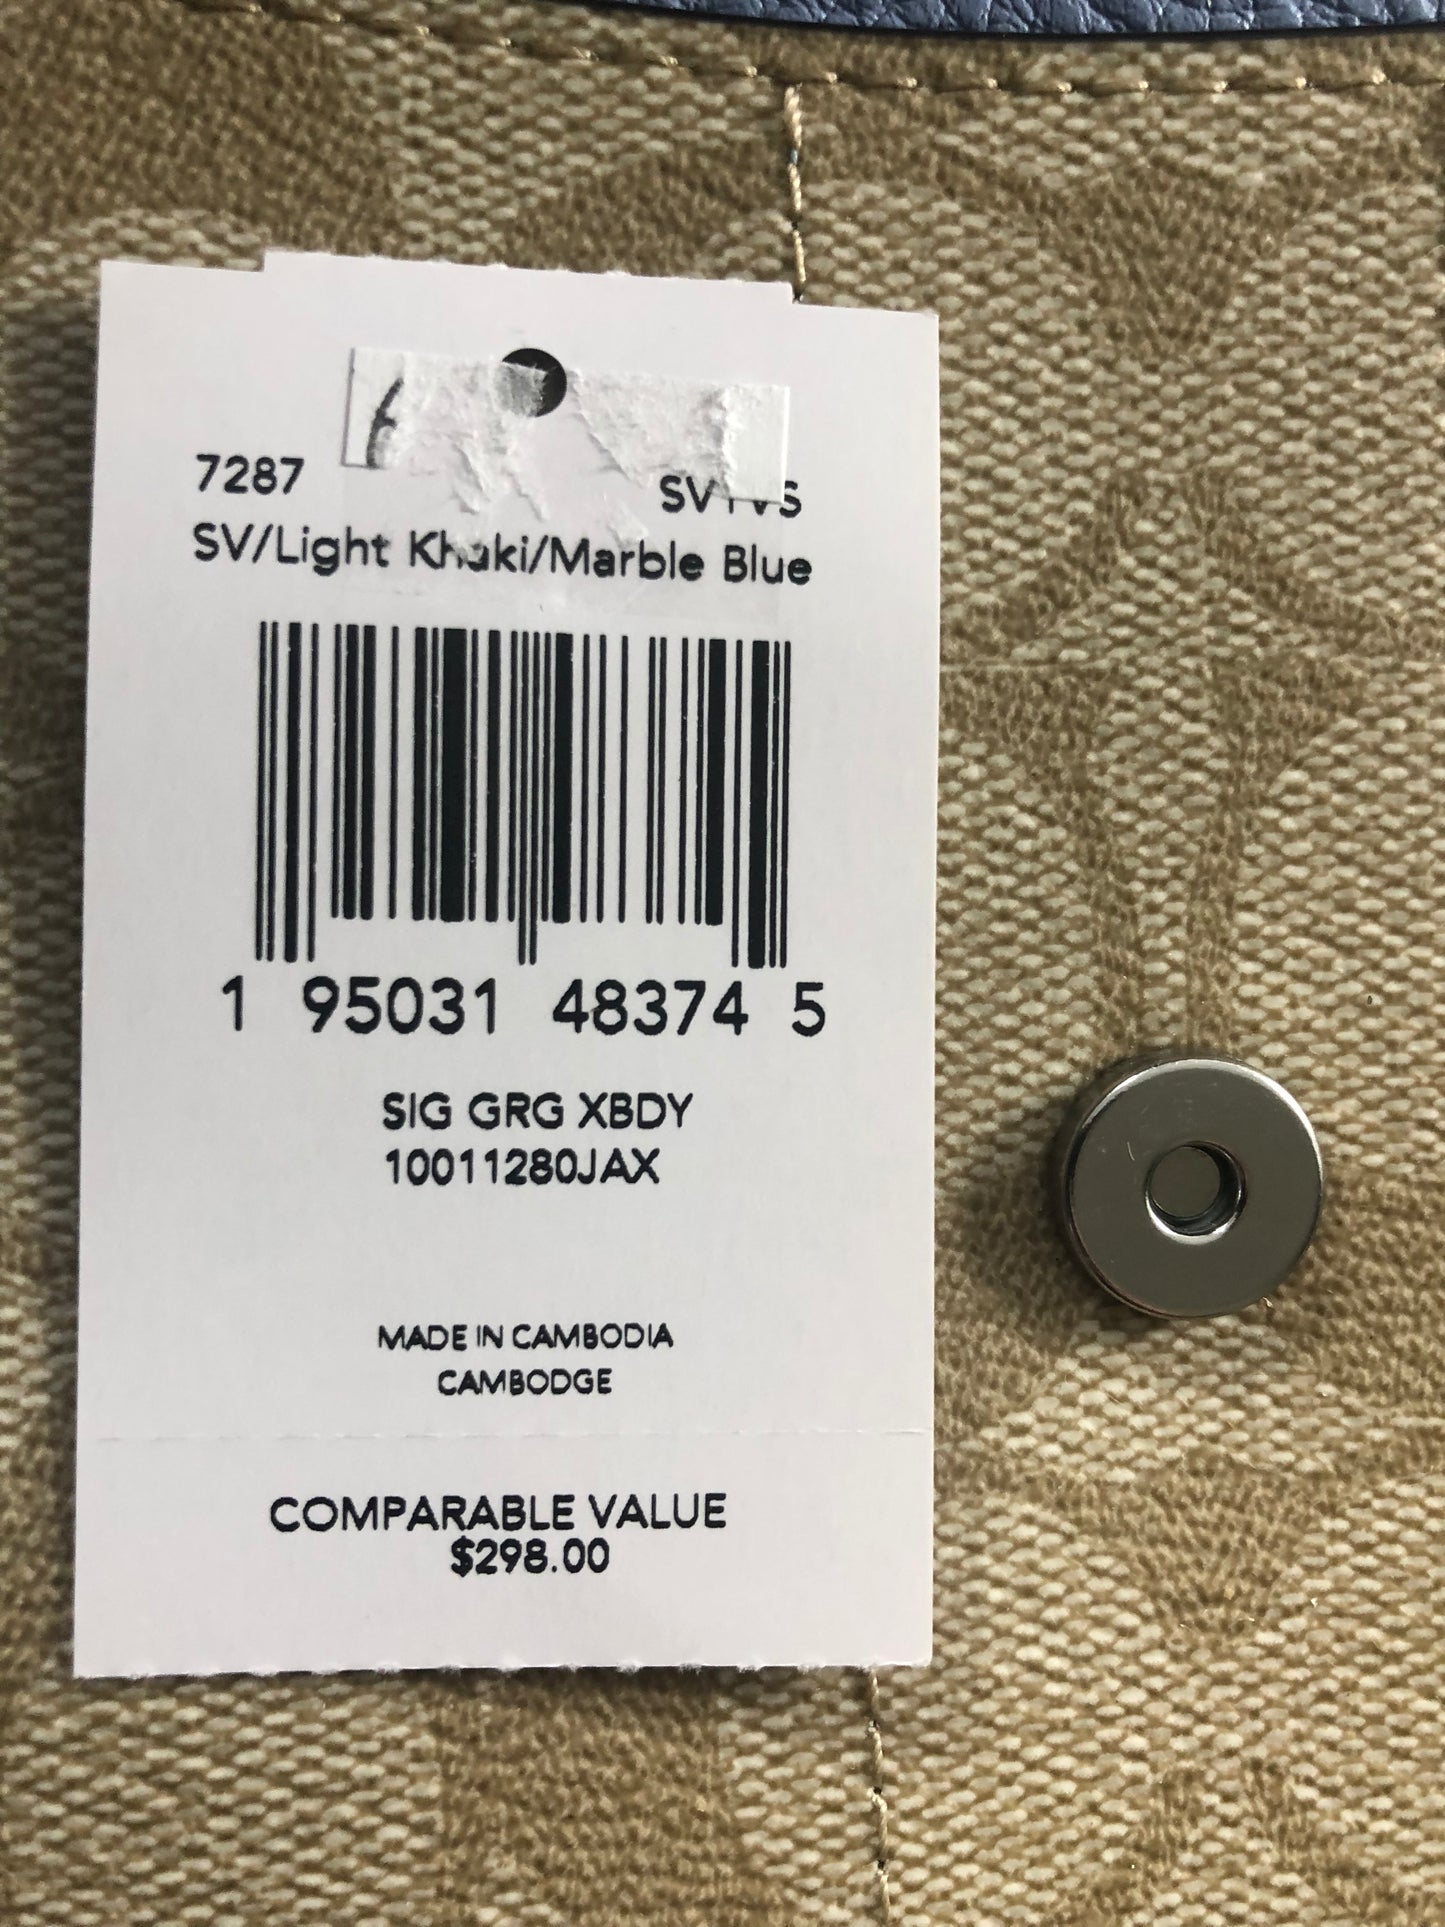 7287
SV/Light Khaki/Marble Blue
1 95031 48374 5
SIG GRG XBDY
10011280JAX
MADE IN CAMBODIA
CAMBODGE
COMPARABLE VALUE
$298.00